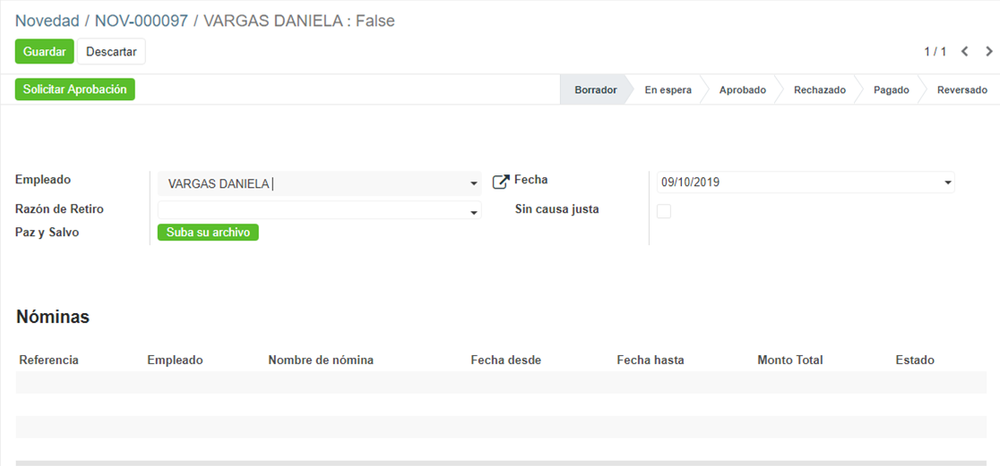 Novedad / NOV-000097 / VARGAS DANIELA : False
Guardar Descartar 1 / 1
Solicitar Aprobación Borrador En espera Aprobado Rechazado Pagado Reversado
Empleado VARGAS DANIELA Fecha 09/10/2019
Razón de Retiro Sin causa justa
Paz y Salvo Suba su archivo
Nóminas
Referencia Empleado Nombre de nómina Fecha desde Fecha hasta Monto Total Estado